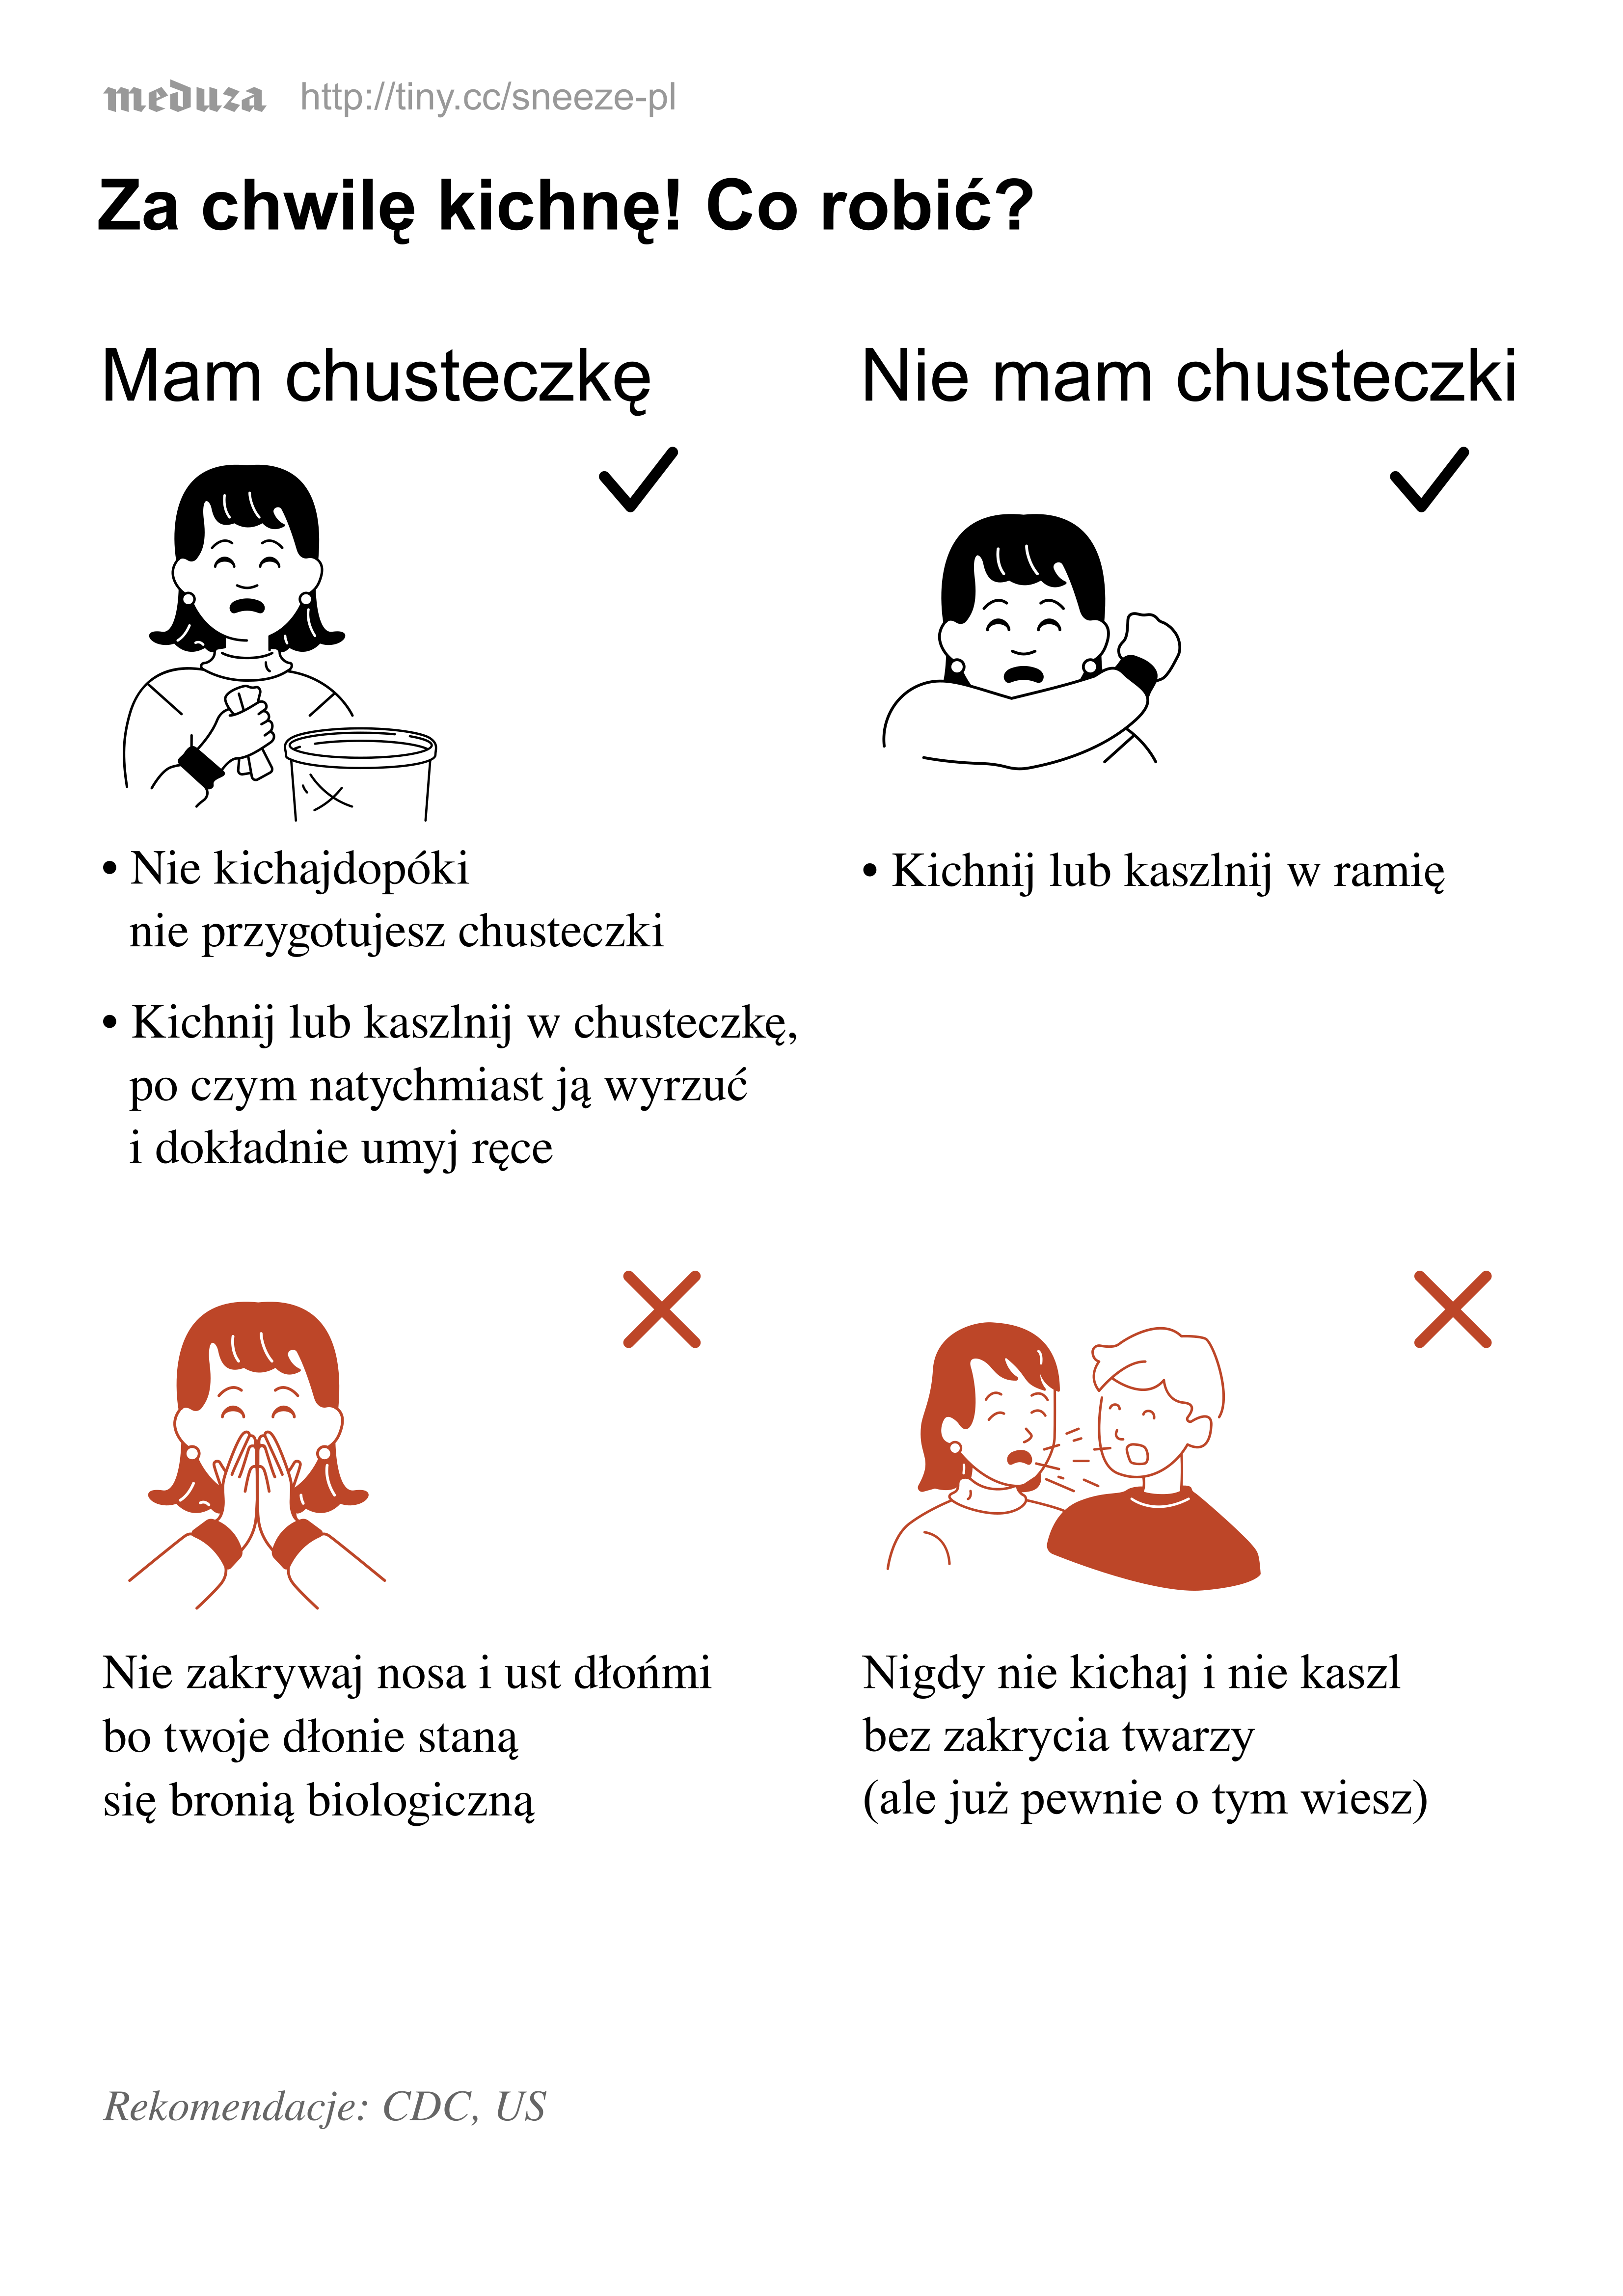 meduza http://tiny.cc/sneeze-pl
Za chwilę kichnę! Co robić?
Mam chusteczkę
• Nie kichajdopóki
nie przygotujesz chusteczki
• Kichnij lub kaszlnij w chusteczkę,
po czym natychmiast ją wyrzuć
i dokładnie umyj ręce
Nie mam chusteczki
• Kichnij lub kaszlnij w ramię
Nie zakrywaj nosa i ust dłońmi
bo twoje dłonie staną
się bronią biologiczną
Nigdy nie kichaj i nie kaszl
bez zakrycia twarzy
(ale już pewnie o tym wiesz)
Rekomendacje: CDC, US